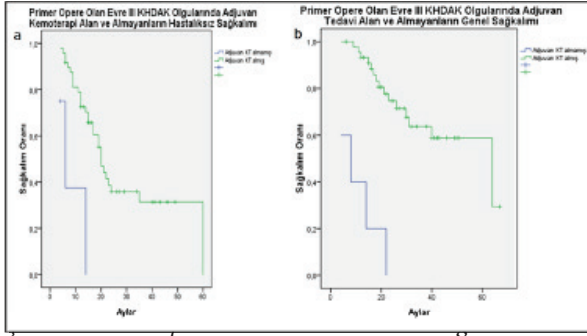 a
Primer Opere Olan Evre III KHDAK Olgularında Adjuvan
Kemoterapi Alan ve Almayanların Hastalıksız Sağkalımı
Adjuvan KT almamış
Adjuvan KT almış
Sağkalım Oranı
1,0
0,8
0,6
0,4
0,2
0,0
0 10 20 30 40 50 60
Aylar
b
Primer Opere Olan Evre III KHDAK Olgularında Adjuvan
Tedavi Alan ve Almayanların Genel Sağkalımı
Adjuvan KT almamış
Adjuvan KT almış
Sağkalım Oranı
1,0
0,8
0,6
0,4
0,2
0,0
0 20 40 60
Aylar